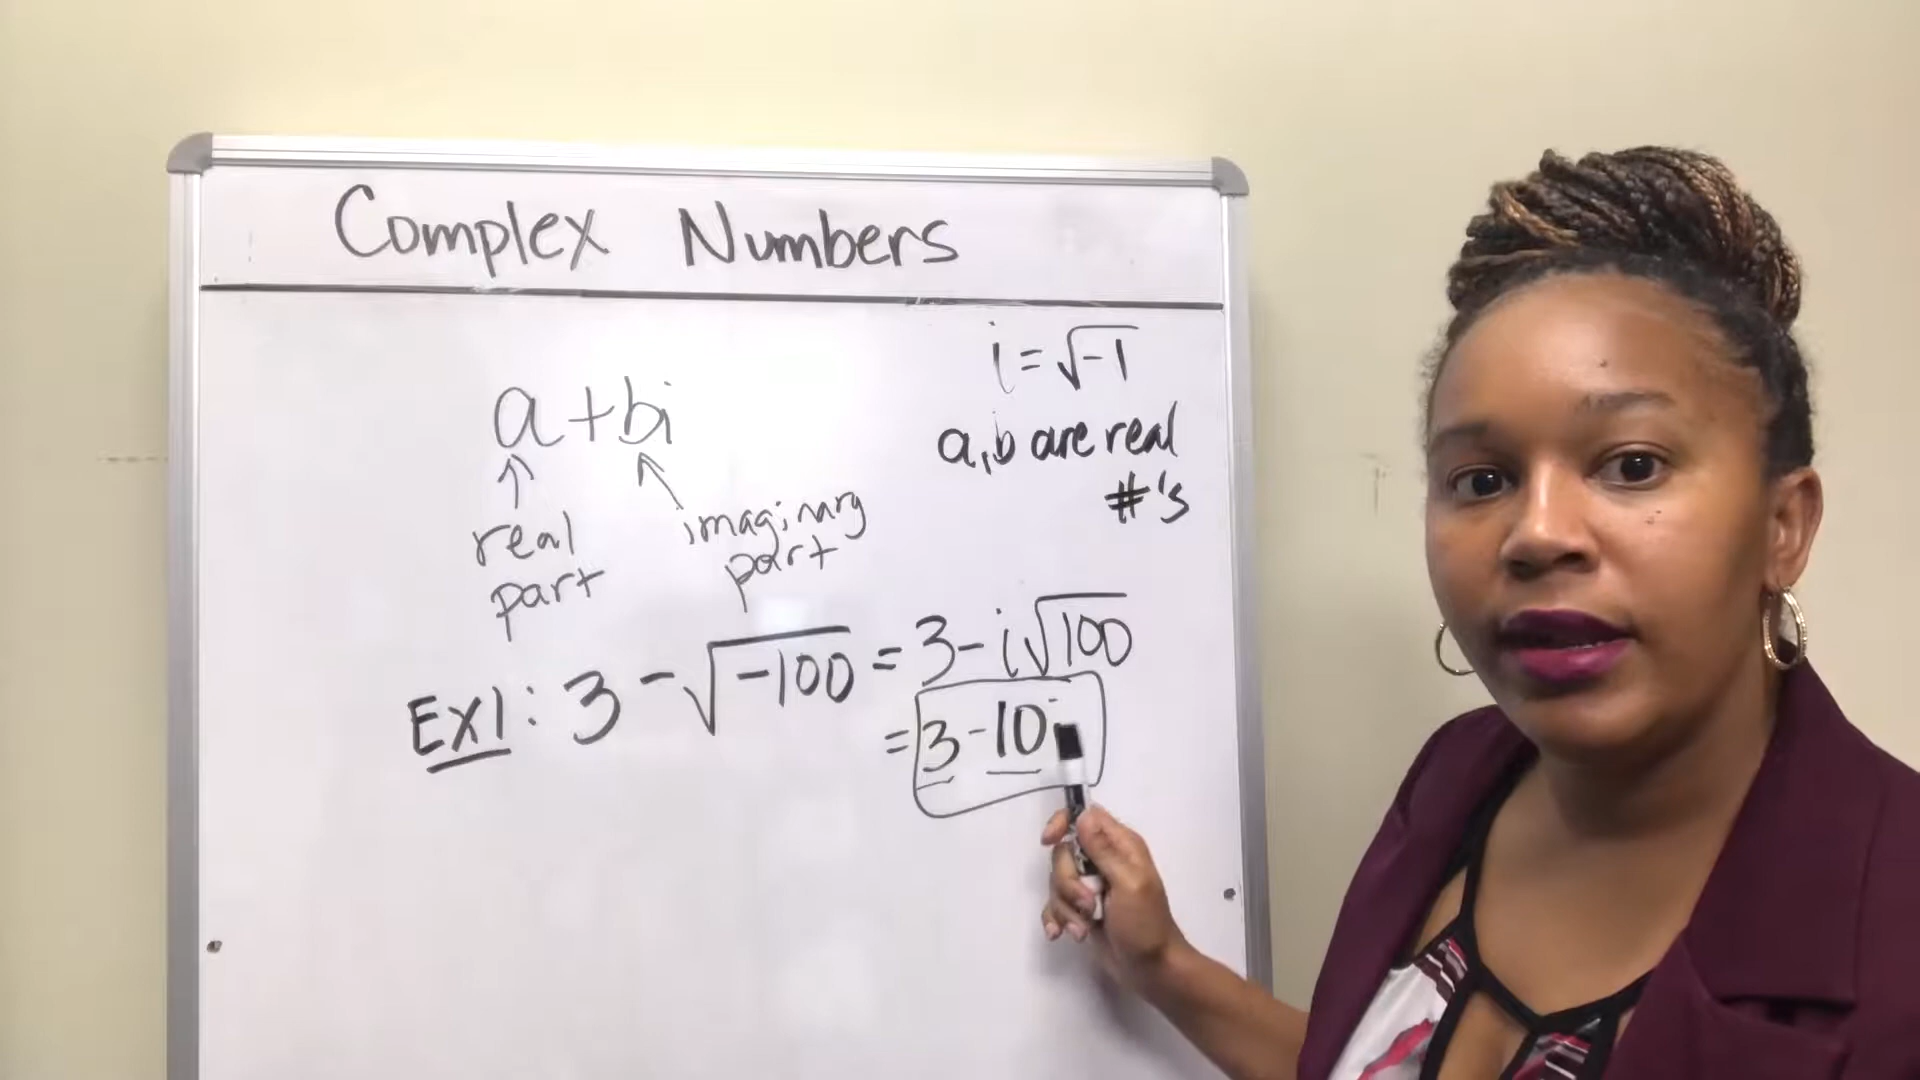 Complex Numbers
i = √-1
a + bi
a, b are real
#'s
real
part
imaginary
part
Ex1: 3 - √-100 = 3 - i√100
= 3 - 10i